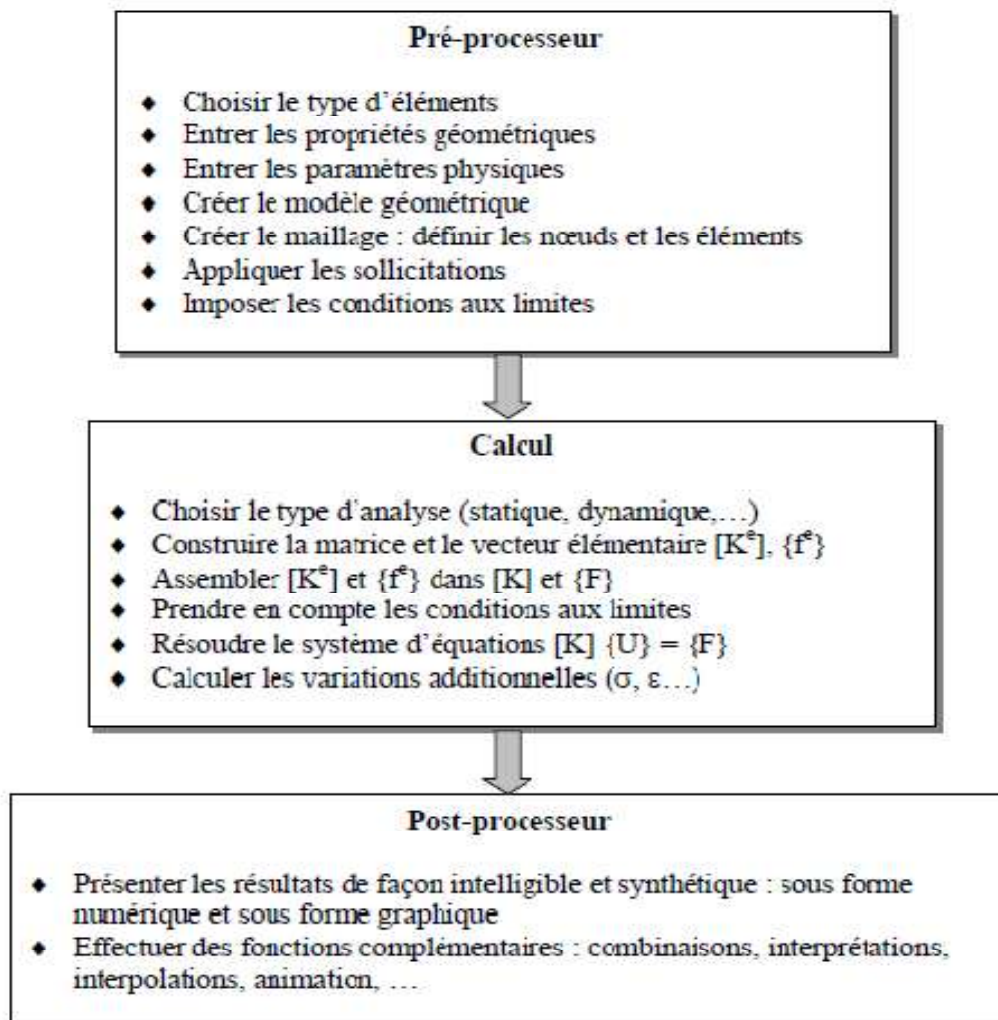 Pré-processeur
◆ Choisir le type d'éléments
◆ Entrer les propriétés géométriques
◆ Entrer les paramètres physiques
◆ Créer le modèle géométrique
◆ Créer le maillage : définir les nœuds et les éléments
◆ Appliquer les sollicitations
◆ Imposer les conditions aux limites
Calcul
◆ Choisir le type d'analyse (statique, dynamique,…)
◆ Construire la matrice et le vecteur élémentaire [Kᵉ], {fᵉ}
◆ Assembler [Kᵉ] et {fᵉ} dans [K] et {F}
◆ Prendre en compte les conditions aux limites
◆ Résoudre le système d'équations [K] {U} = {F}
◆ Calculer les variations additionnelles (σ, ε…)
Post-processeur
◆ Présenter les résultats de façon intelligible et synthétique : sous forme
numérique et sous forme graphique
◆ Effectuer des fonctions complémentaires : combinaisons, interprétations,
interpolations, animation, …